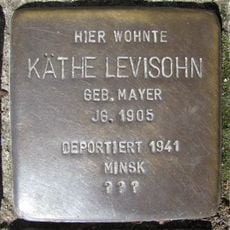 HIER WOHNTE
KÄTHE LEVISOHN
GEB. MAYER
JG. 1905
DEPORTIERT 1941
MINSK
???